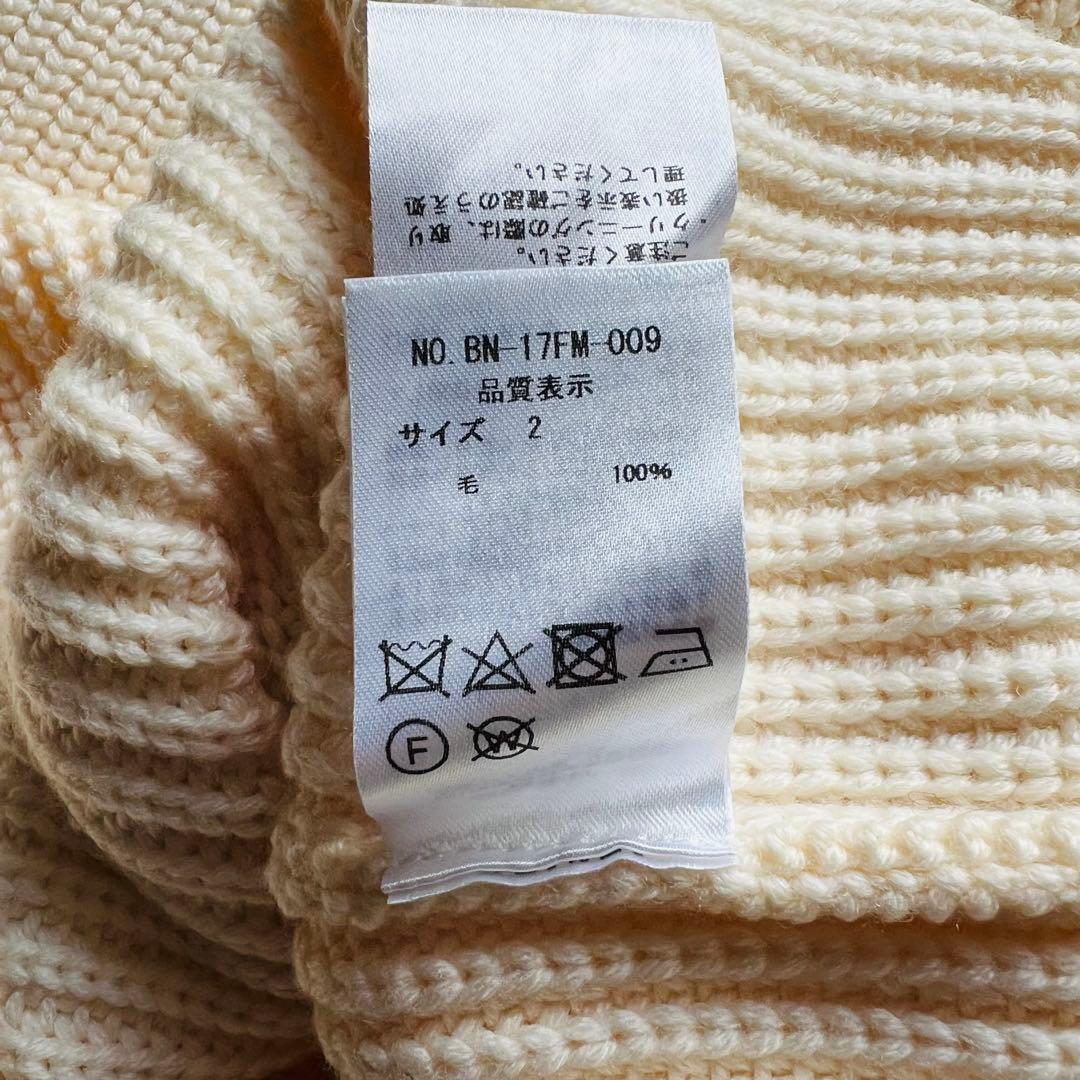 ご注意ください。
・クリーニングの際は、取り
扱い表示をご確認のうえ処
理してください。
NO. BN-17FM-009
品質表示
サイズ 2
毛 100%
F
W